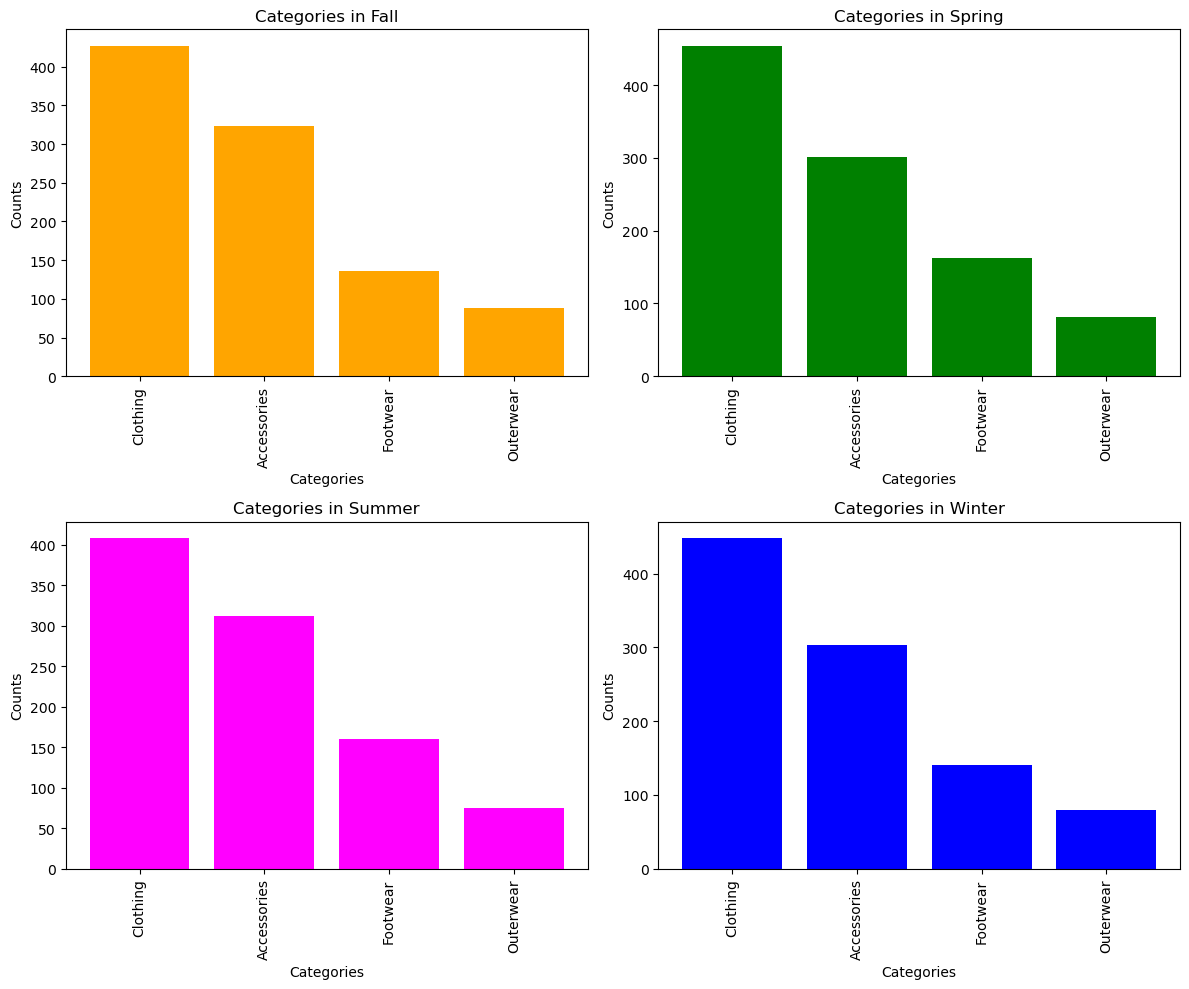 Categories in Fall
Counts
400
350
300
250
200
150
100
50
0
Clothing
Accessories
Footwear
Outerwear
Categories
Categories in Spring
Counts
400
300
200
100
0
Clothing
Accessories
Footwear
Outerwear
Categories
Categories in Summer
Counts
400
350
300
250
200
150
100
50
0
Clothing
Accessories
Footwear
Outerwear
Categories
Categories in Winter
Counts
400
300
200
100
0
Clothing
Accessories
Footwear
Outerwear
Categories